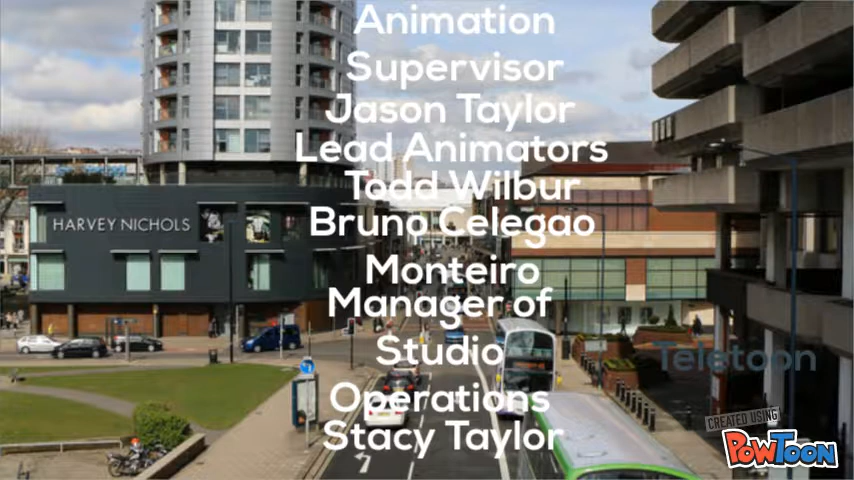 Animation
Supervisor
Jason Taylor
Lead Animators
Todd Wilbur
Bruno Celegao
Monteiro
Manager of
Studio
Operations
Stacy Taylor
HARVEY NICHOLS
Teletoon
CREATED USING
POWTOON